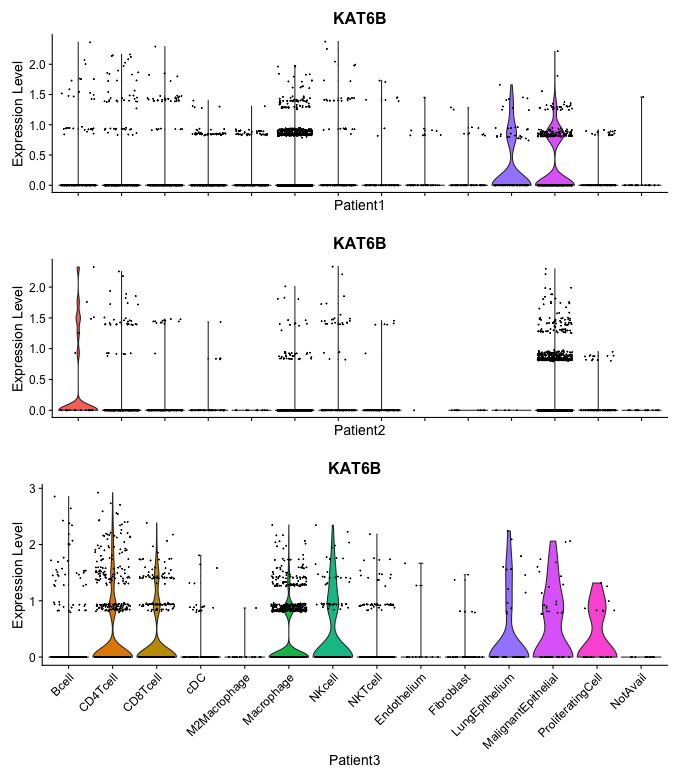 KAT6B
Expression Level
2.0
1.5
1.0
0.5
0.0
Patient1
KAT6B
Expression Level
2.0
1.5
1.0
0.5
0.0
Patient2
KAT6B
Expression Level
3
2
1
0
Bcell
CD4Tcell
CD8Tcell
cDC
M2Macrophage
Macrophage
NKcell
NKTcell
Endothelium
Fibroblast
LungEpithelium
MalignantEpithelial
ProliferatingCell
NotAvail
Patient3